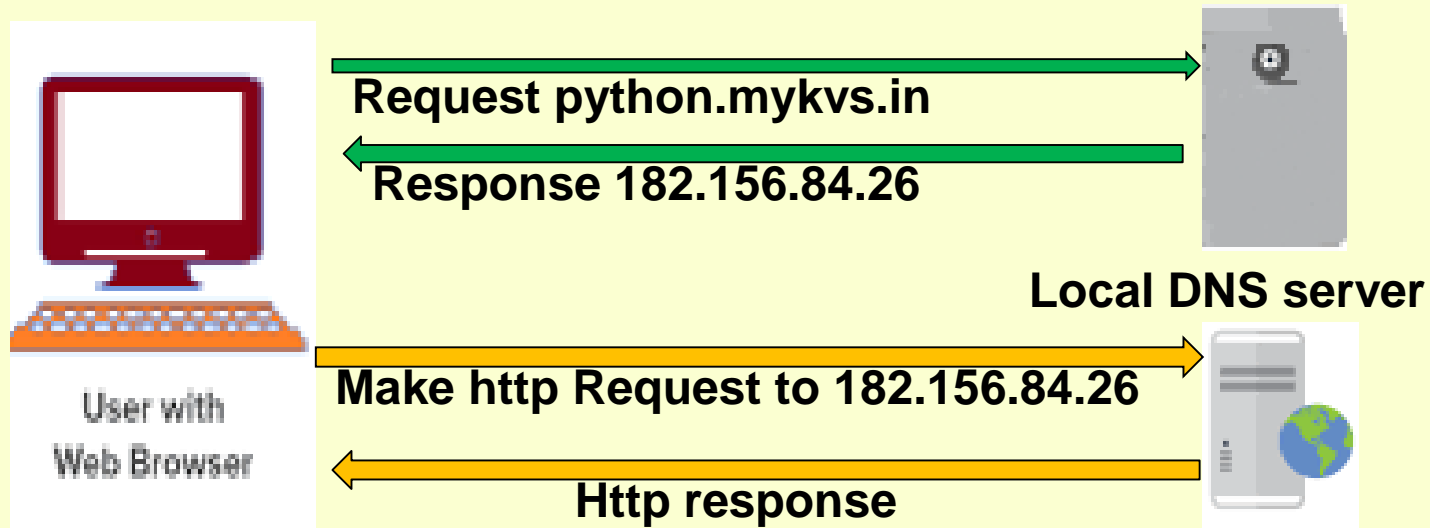 Request python.mykvs.in
Response 182.156.84.26
Local DNS server
Make http Request to 182.156.84.26
User with
Web Browser
Http response